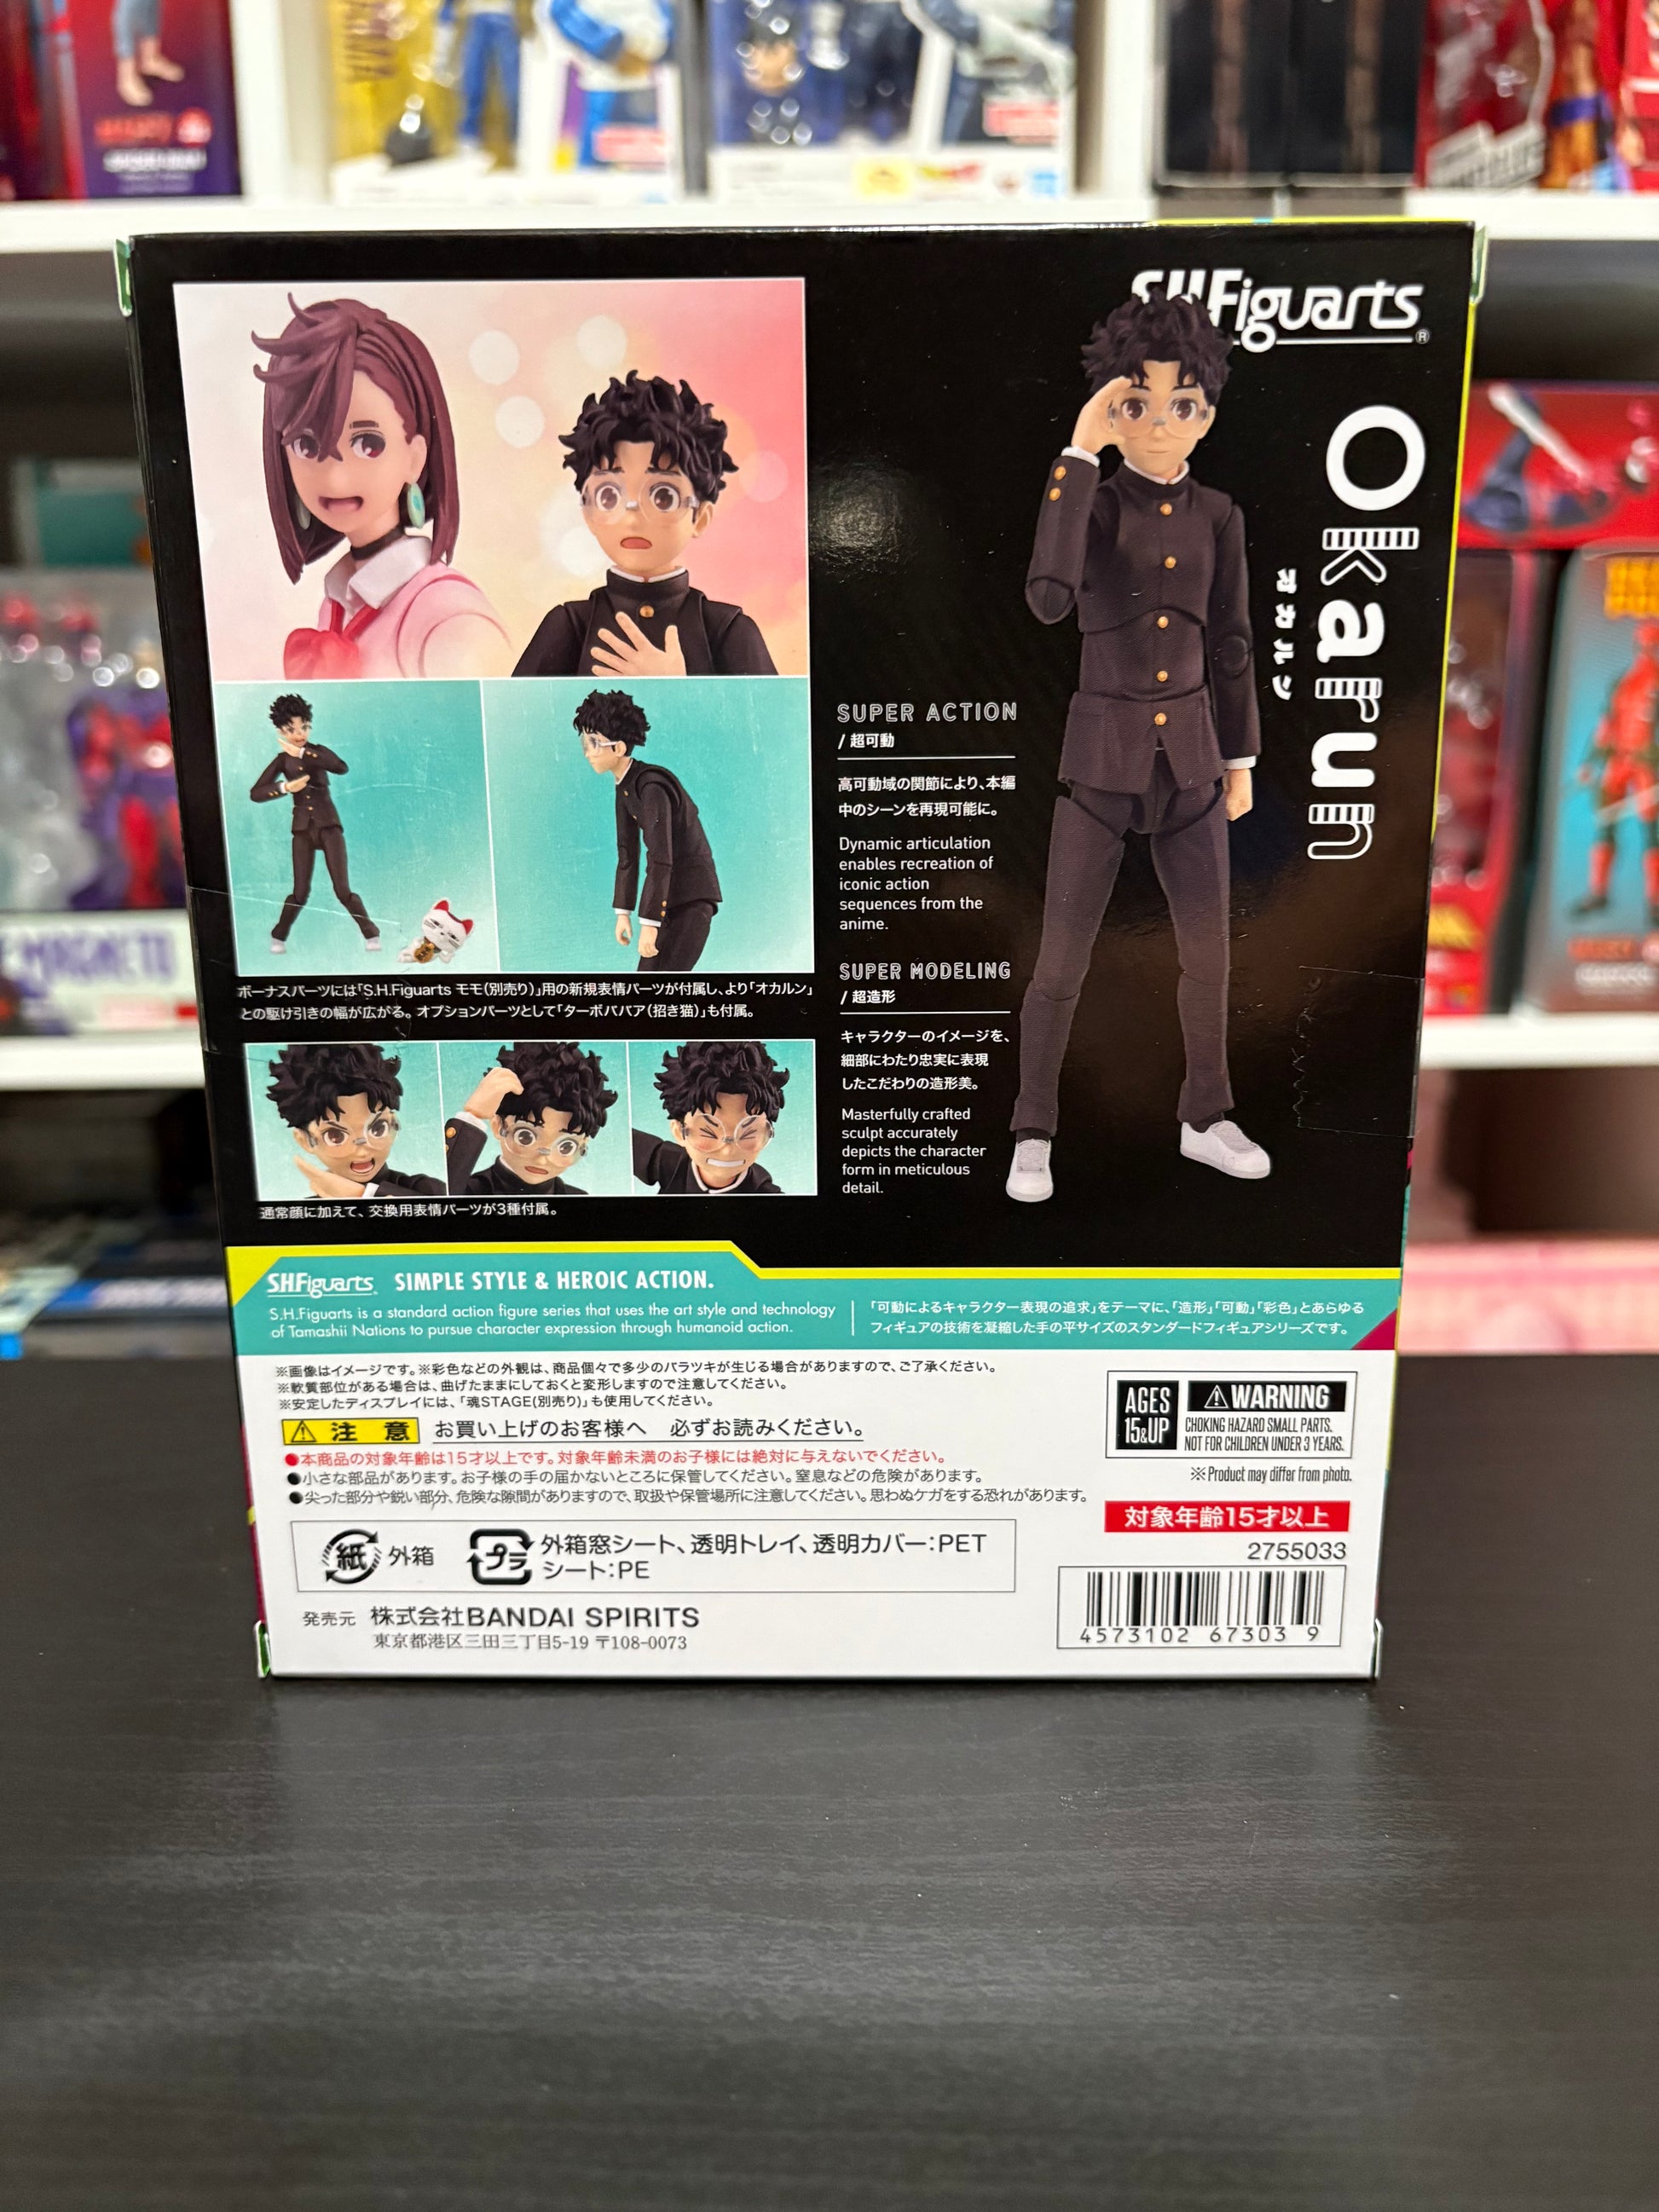 S.H.Figuarts
Okarun
オカルン
SUPER ACTION
/ 超可動
高可動域の関節により、本編
中のシーンを再現可能に。
Dynamic articulation
enables recreation of
iconic action
sequences from the
anime.
SUPER MODELING
/ 超造形
キャラクターのイメージを、
細部にわたり忠実に表現
したこだわりの造形美。
Masterfully crafted
sculpt accurately
depicts the character
form in meticulous
detail.
ボーナスパーツには「S.H.Figuarts モモ(別売り)」用の新規表情パーツが付属し、より「オカルン」
との駆け引きの幅が広がる。オプションパーツとして「ターボババア(招き猫)」も付属。
通常顔に加えて、交換用表情パーツが3種付属。
S.H.Figuarts SIMPLE STYLE & HEROIC ACTION.
S.H.Figuarts is a standard action figure series that uses the art style and technology
of Tamashii Nations to pursue character expression through humanoid action.
「可動によるキャラクター表現の追求」をテーマに、「造形」「可動」「彩色」とあらゆる
フィギュアの技術を凝縮した手の平サイズのスタンダードフィギュアシリーズです。
※画像はイメージです。※彩色などの外観は、商品個々で多少のバラツキが生じる場合がありますので、ご了承ください。
※軟質部位がある場合は、曲げたままにしておくと変形しますので注意してください。
※安定したディスプレイには、「魂STAGE(別売り)」も使用してください。
注 意 お買い上げのお客様へ 必ずお読みください。
●本商品の対象年齢は15才以上です。対象年齢未満のお子様には絶対に与えないでください。
●小さな部品があります。お子様の手の届かないところに保管してください。窒息などの危険があります。
●尖った部分や鋭い部分、危険な隙間がありますので、取扱や保管場所に注意してください。思わぬケガをする恐れがあります。
AGES
15&UP
WARNING
CHOKING HAZARD SMALL PARTS.
NOT FOR CHILDREN UNDER 3 YEARS.
※Product may differ from photo.
対象年齢15才以上
2755033
紙 外箱
プラ 外箱窓シート、透明トレイ、透明カバー:PET
シート:PE
発売元 株式会社BANDAI SPIRITS
東京都港区三田三丁目5-19 〒108-0073
4573102 67303 9
MAGNETO